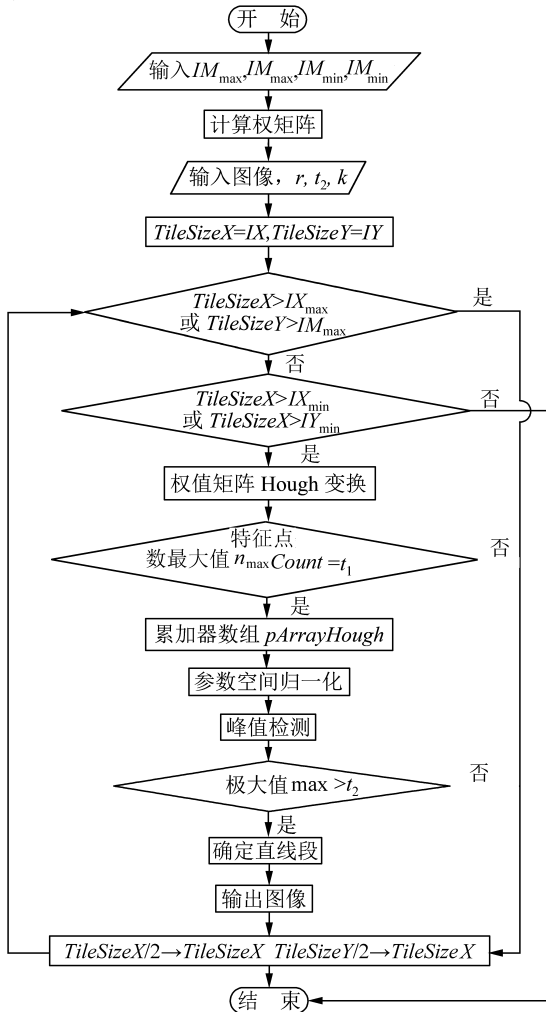 开 始
输入IMmax,IMmax,IMmin,IMmin
计算权矩阵
输入图像，r, t2, k
TileSizeX=IX,TileSizeY=IY
TileSizeX>IXmax
或 TileSizeY>IMmax
是
否
TileSizeX>IXmin
或 TileSizeX>IYmin
否
是
权值矩阵 Hough 变换
特征点
数最大值 nmaxCount=t1
否
是
累加器数组 pArrayHough
参数空间归一化
峰值检测
极大值 max >t2
否
是
确定直线段
输出图像
TileSizeX/2→TileSizeX TileSizeY/2→TileSizeX
结 束